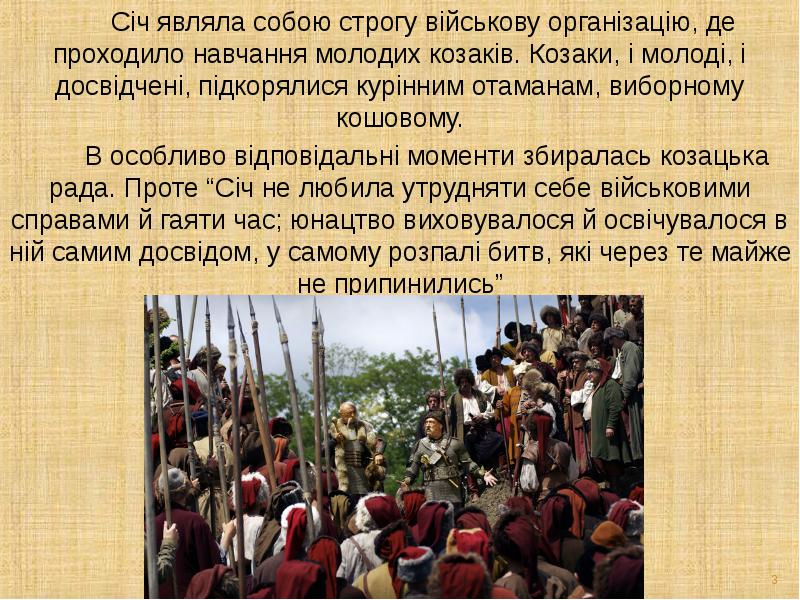 Січ являла собою строгу військову організацію, де
проходило навчання молодих козаків. Козаки, і молоді, і
досвідчені, підкорялися курінним отаманам, виборному
кошовому.
В особливо відповідальні моменти збиралась козацька
рада. Проте “Січ не любила утрудняти себе військовими
справами й гаяти час; юнацтво виховувалося й освічувалося в
ній самим досвідом, у самому розпалі битв, які через те майже
не припинились”
3